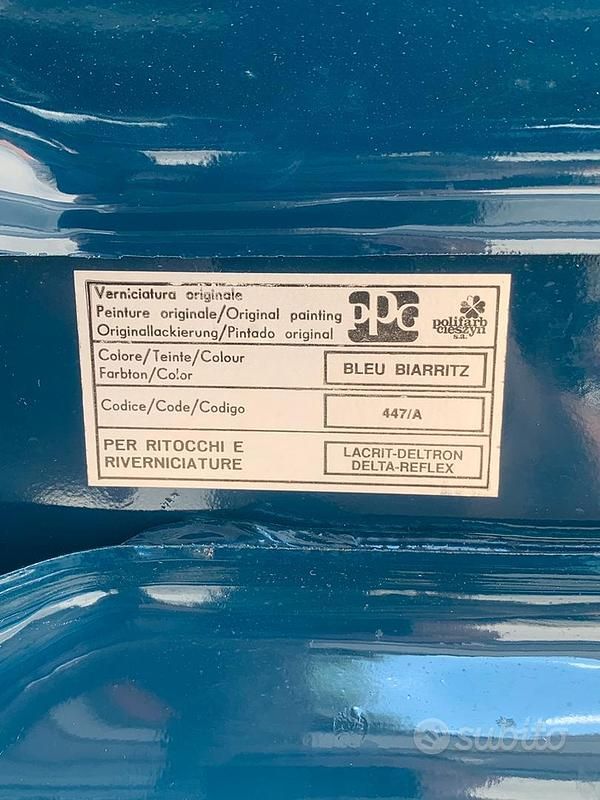 Verniciatura originale
Peinture originale/Original painting
Originallackierung/Pintado original
PPG
polifarb
cieszyn
s.a.
Colore/Teinte/Colour
Farbton/Color
BLEU BIARRITZ
Codice/Code/Codigo
447/A
PER RITOCCHI E
RIVERNICIATURE
LACRIT-DELTRON
DELTA-REFLEX
subito